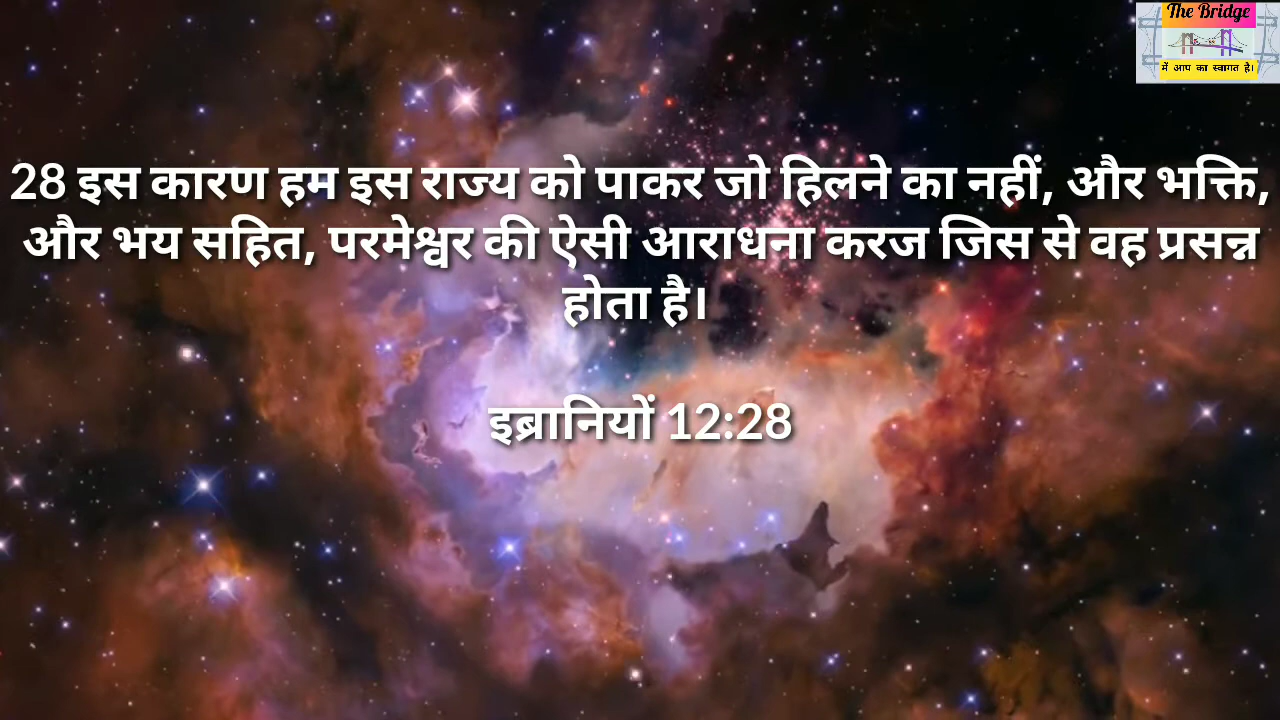 The Bridge
में आप का स्वागत है।
28 इस कारण हम इस राज्य को पाकर जो हिलने का नहीं, और भक्ति,
और भय सहित, परमेश्वर की ऐसी आराधना करज जिस से वह प्रसन्न
होता है।
इब्रानियों 12:28